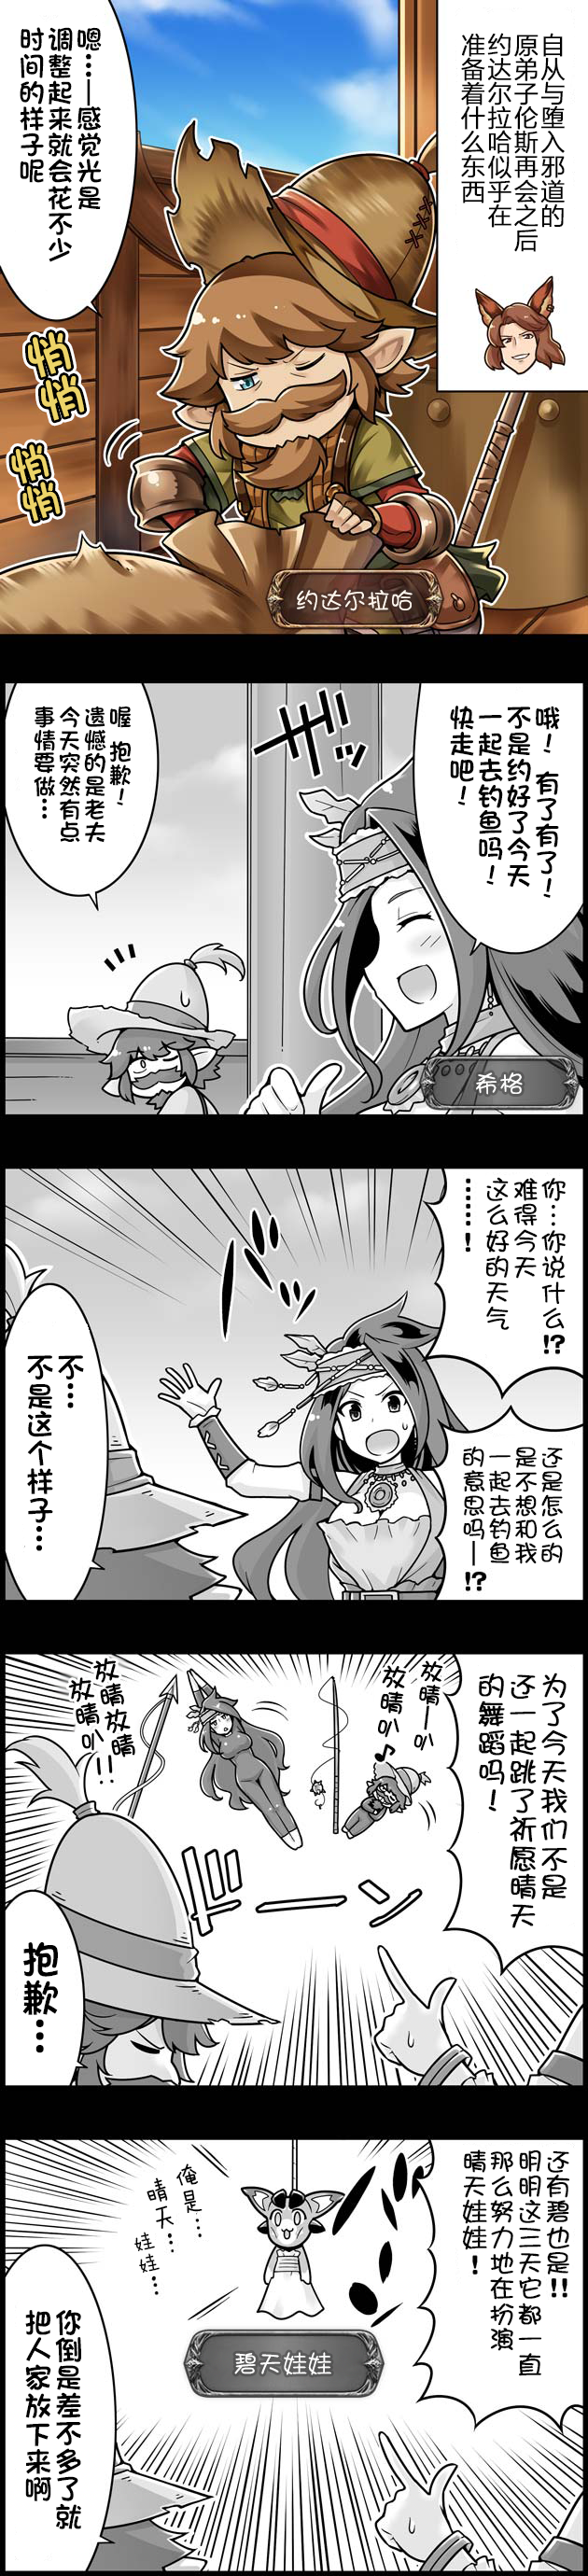 自从与堕入邪道的
原弟子伦斯再会之后
约达尔拉哈似乎在
准备着什么东西
嗯…—感觉光是
调整起来就会花不少
时间的样子呢
悄悄
悄悄
约达尔拉哈
哦！有了有了！
不是约好了今天
一起去钓鱼吗！
快走吧！
ガッ
喔 抱歉！
遗憾的是老夫
今天突然有点
事情要做…
希格
你…你说什么!?
难得今天
这么好的天气
……！
还是怎么的
是不想和我
一起去钓鱼
的意思吗—!?
不…
不是这个样子…
为了今天我们不是
还一起跳了祈愿晴天
的舞蹈吗！
放晴—叭
放晴叭♪
放晴放晴
放晴叭!!
ドーン
抱歉…
还有碧也是!!
明明这三天它都一直
那么努力地在扮演
晴天娃娃！
俺是…
晴天…
娃娃…
碧天娃娃
你倒是差不多了就
把人家放下来啊